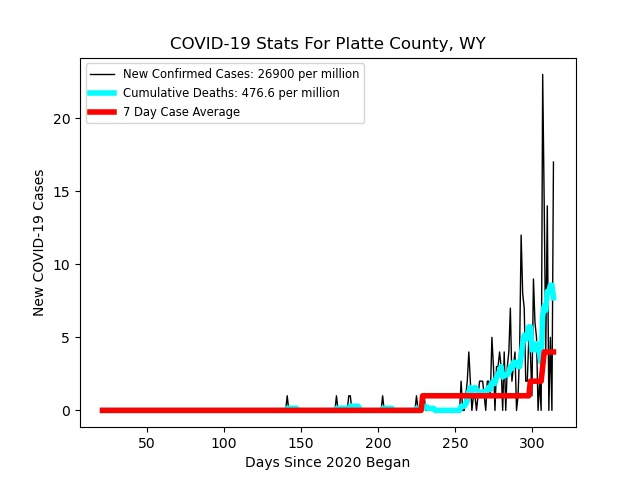 COVID-19 Stats For Platte County, WY
New Confirmed Cases: 26900 per million
Cumulative Deaths: 476.6 per million
7 Day Case Average
New COVID-19 Cases
20
15
10
5
0
50 100 150 200 250 300
Days Since 2020 Began